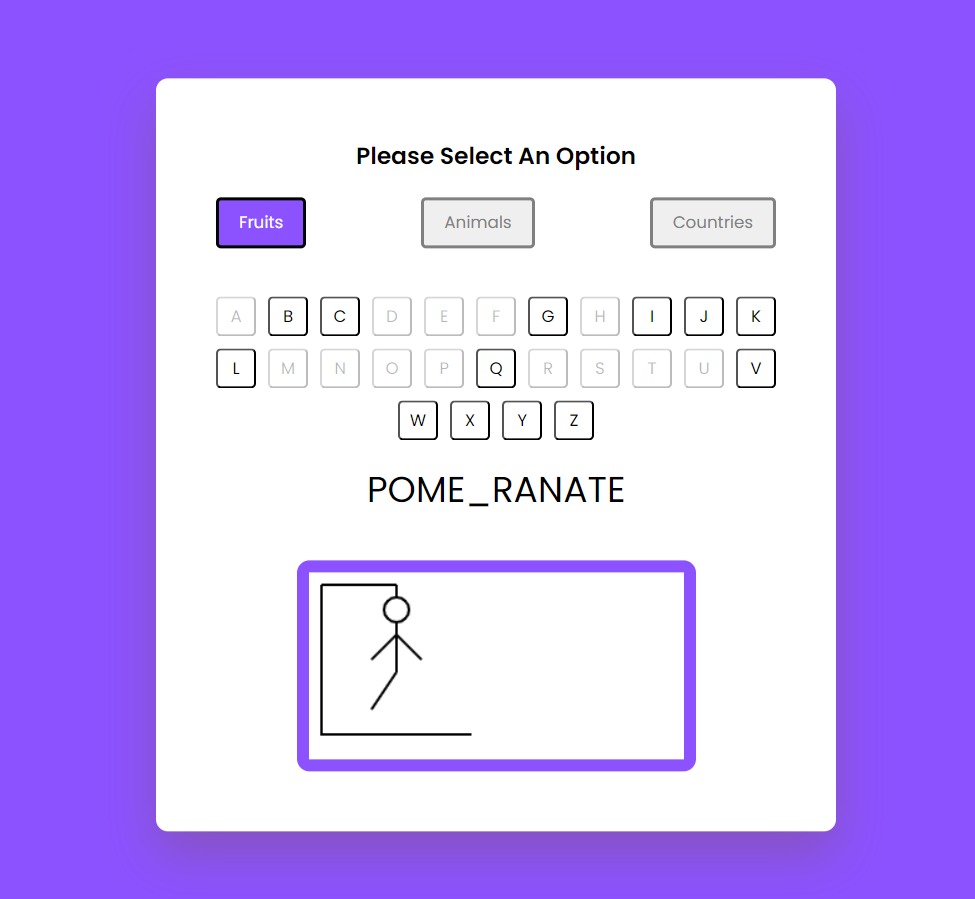 Please Select An Option
Fruits Animals Countries
A B C D E F G H I J K
L M N O P Q R S T U V
W X Y Z
POME_RANATE